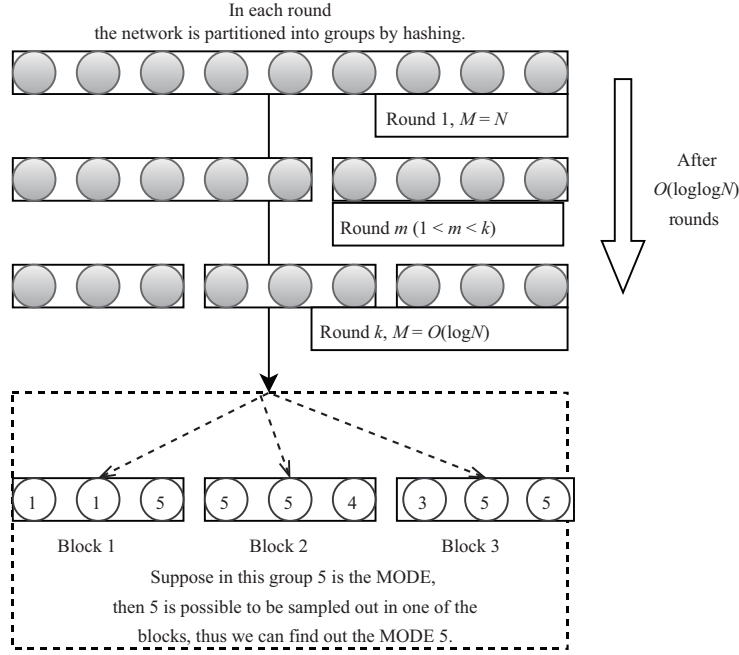 In each round
the network is partitioned into groups by hashing.
Round 1, M = N
After
O(loglogN)
rounds
Round m (1 < m < k)
Round k, M = O(logN)
1 1 5 5 5 4 3 5 5
Block 1 Block 2 Block 3
Suppose in this group 5 is the MODE,
then 5 is possible to be sampled out in one of the
blocks, thus we can find out the MODE 5.